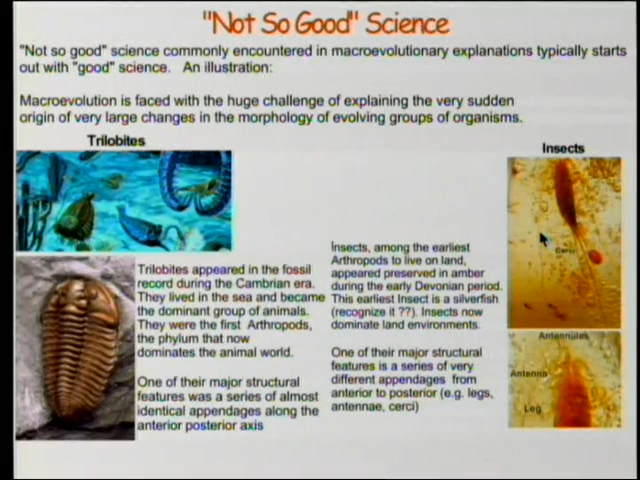 "Not So Good" Science
"Not so good" science commonly encountered in macroevolutionary explanations typically starts
out with "good" science. An illustration:
Macroevolution is faced with the huge challenge of explaining the very sudden
origin of very large changes in the morphology of evolving groups of organisms.
Trilobites
Trilobites appeared in the fossil
record during the Cambrian era.
They lived in the sea and became
the dominant group of animals.
They were the first Arthropods,
the phylum that now
dominates the animal world.
One of their major structural
features was a series of almost
identical appendages along the
anterior posterior axis
Insects
Insects, among the earliest
Arthropods to live on land,
appeared preserved in amber
during the early Devonian period.
This earliest Insect is a silverfish
(recognize it ??). Insects now
dominate land environments.
One of their major structural
features is a series of very
different appendages from
anterior to posterior (e.g. legs,
antennae, cerci)
Cerci
Antennules
Antenna
Leg